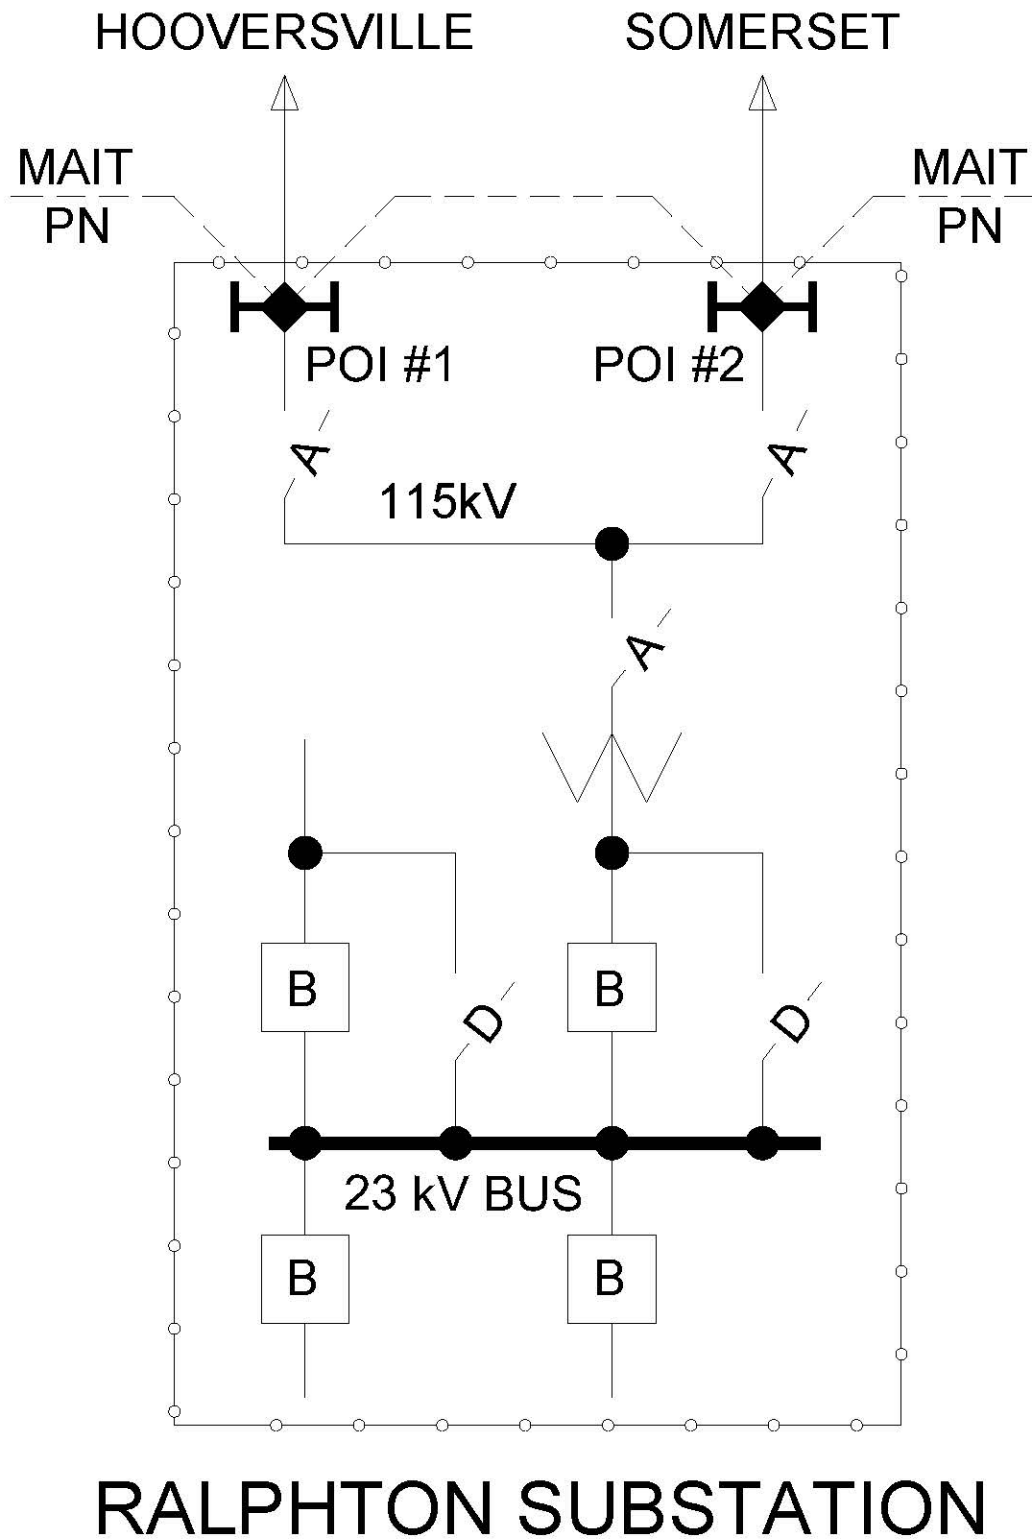 HOOVERSVILLE
SOMERSET
MAIT
PN
MAIT
PN
POI #1
POI #2
A
A
115kV
A
B
D
B
D
23 kV BUS
B
B
RALPHTON SUBSTATION